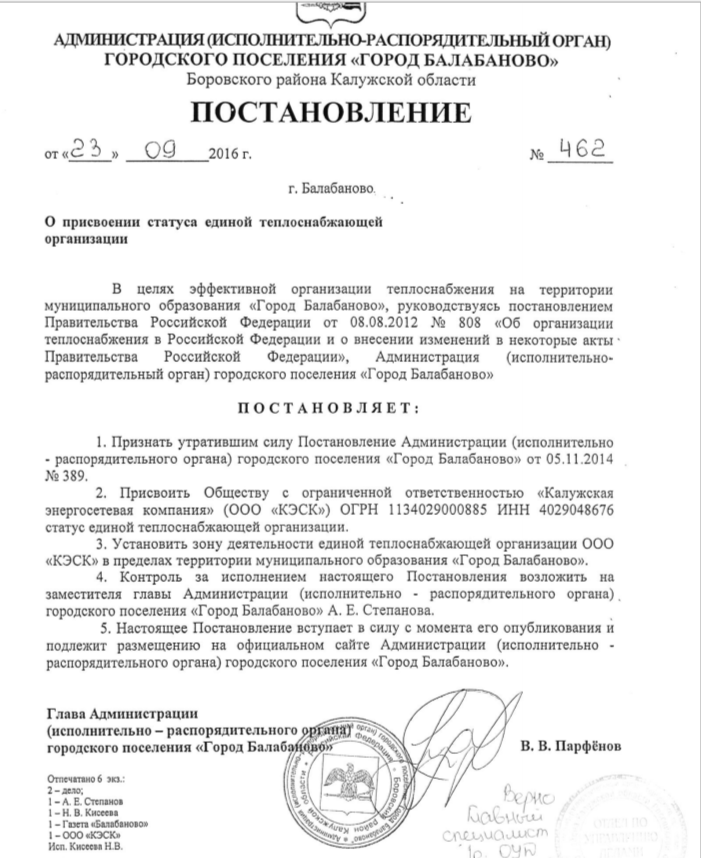 АДМИНИСТРАЦИЯ (ИСПОЛНИТЕЛЬНО-РАСПОРЯДИТЕЛЬНЫЙ ОРГАН)
ГОРОДСКОГО ПОСЕЛЕНИЯ «ГОРОД БАЛАБАНОВО»
Боровского района Калужской области
ПОСТАНОВЛЕНИЕ
от «23» 09 2016 г. № 462
г. Балабаново
О присвоении статуса единой теплоснабжающей
организации
В целях эффективной организации теплоснабжения на территории
муниципального образования «Город Балабаново», руководствуясь постановлением
Правительства Российской Федерации от 08.08.2012 № 808 «Об организации
теплоснабжения в Российской Федерации и о внесении изменений в некоторые акты
Правительства Российской Федерации», Администрация (исполнительно-
распорядительный орган) городского поселения «Город Балабаново»
ПОСТАНОВЛЯЕТ:
1. Признать утратившим силу Постановление Администрации (исполнительно
- распорядительного органа) городского поселения «Город Балабаново» от 05.11.2014
№ 389.
2. Присвоить Обществу с ограниченной ответственностью «Калужская
энергосетевая компания» (ООО «КЭСК») ОГРН 1134029000885 ИНН 4029048676
статус единой теплоснабжающей организации.
3. Установить зону деятельности единой теплоснабжающей организации ООО
«КЭСК» в пределах территории муниципального образования «Город Балабаново».
4. Контроль за исполнением настоящего Постановления возложить на
заместителя главы Администрации (исполнительно - распорядительного органа)
городского поселения «Город Балабаново» А. Е. Степанова.
5. Настоящее Постановление вступает в силу с момента его опубликования и
подлежит размещению на официальном сайте Администрации (исполнительно -
распорядительного органа) городского поселения «Город Балабаново».
Глава Администрации
(исполнительно – распорядительного органа)
городского поселения «Город Балабаново» В. В. Парфёнов
Отпечатано 6 экз.:
2 – дело;
1 – А. Е. Степанов
1 – Н. В. Кисеева
1 – Газета «Балабаново»
1 – ООО «КЭСК»
Исп. Кисеева Н.В.
Верно
Главный
специалист